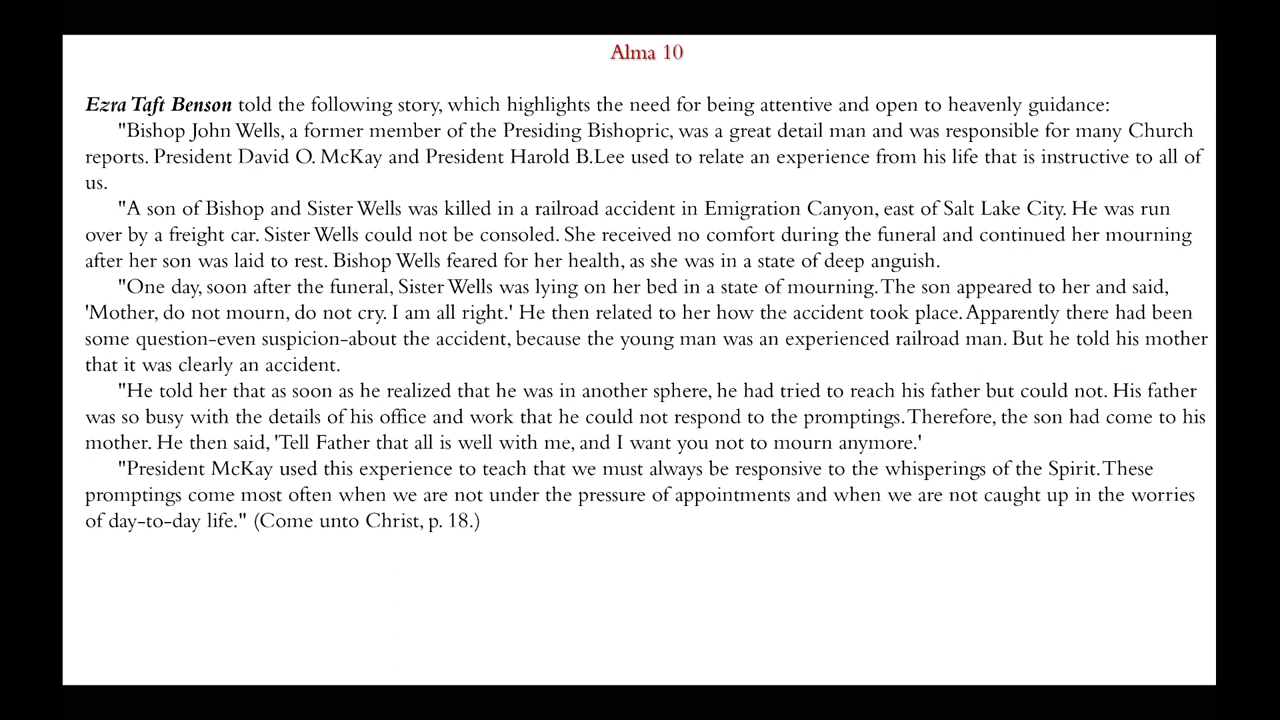 Alma 10
Ezra Taft Benson told the following story, which highlights the need for being attentive and open to heavenly guidance:
"Bishop John Wells, a former member of the Presiding Bishopric, was a great detail man and was responsible for many Church
reports. President David O. McKay and President Harold B.Lee used to relate an experience from his life that is instructive to all of
us.
"A son of Bishop and Sister Wells was killed in a railroad accident in Emigration Canyon, east of Salt Lake City. He was run
over by a freight car. Sister Wells could not be consoled. She received no comfort during the funeral and continued her mourning
after her son was laid to rest. Bishop Wells feared for her health, as she was in a state of deep anguish.
"One day, soon after the funeral, Sister Wells was lying on her bed in a state of mourning. The son appeared to her and said,
'Mother, do not mourn, do not cry. I am all right.' He then related to her how the accident took place. Apparently there had been
some question-even suspicion-about the accident, because the young man was an experienced railroad man. But he told his mother
that it was clearly an accident.
"He told her that as soon as he realized that he was in another sphere, he had tried to reach his father but could not. His father
was so busy with the details of his office and work that he could not respond to the promptings. Therefore, the son had come to his
mother. He then said, 'Tell Father that all is well with me, and I want you not to mourn anymore.'
"President McKay used this experience to teach that we must always be responsive to the whisperings of the Spirit. These
promptings come most often when we are not under the pressure of appointments and when we are not caught up in the worries
of day-to-day life." (Come unto Christ, p. 18.)